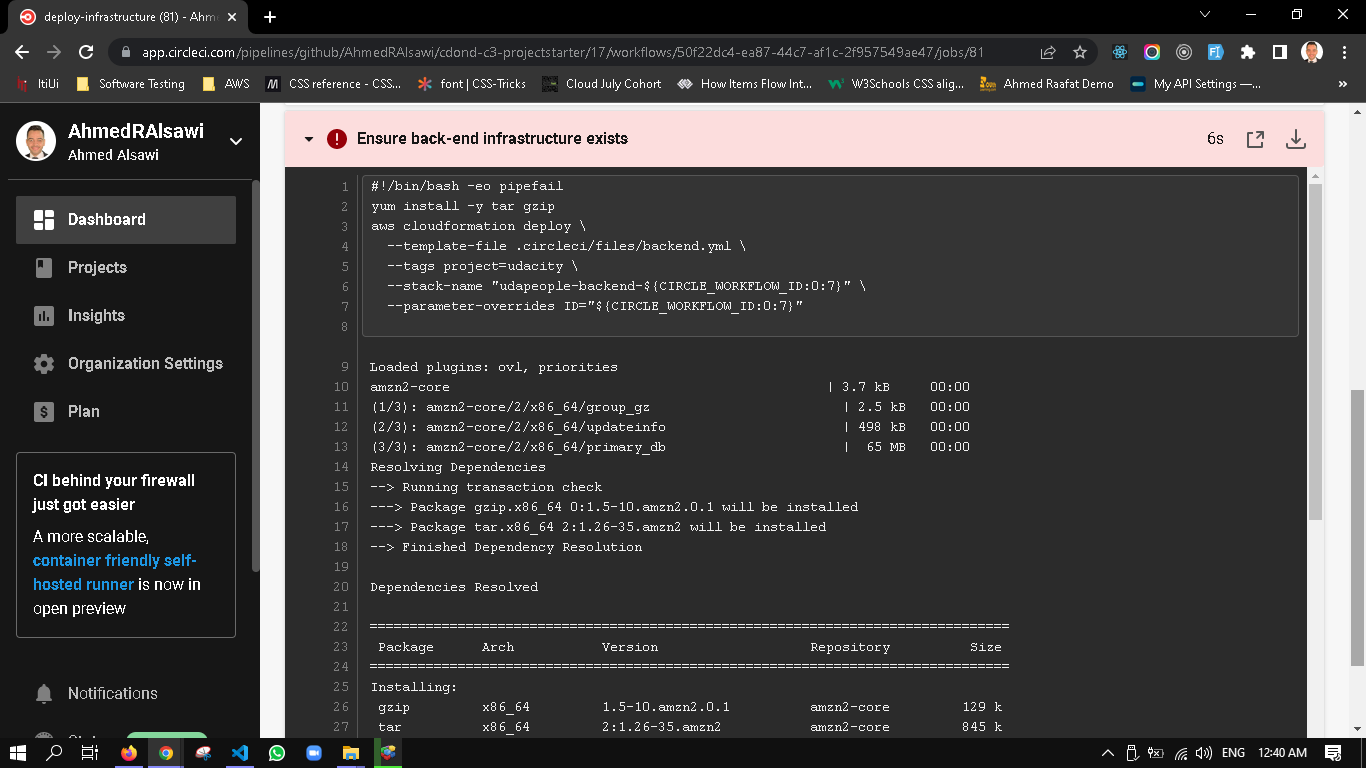 deploy-infrastructure (81) - Ahm
app.circleci.com/pipelines/github/AhmedRAlsawi/cdond-c3-projectstarter/17/workflows/50f22dc4-ea87-44c7-af1c-2f957549ae47/jobs/81
ItiUi
Software Testing
AWS
CSS reference - CSS...
font | CSS-Tricks
Cloud July Cohort
How Items Flow Int...
W3Schools CSS alig...
Ahmed Raafat Demo
My API Settings —...
»
AhmedRAlsawi
Ahmed Alsawi
Dashboard
Projects
Insights
Organization Settings
Plan
CI behind your firewall
just got easier
A more scalable,
container friendly self-
hosted runner is now in
open preview
Notifications
Ensure back-end infrastructure exists
6s
1 #!/bin/bash -eo pipefail
2 yum install -y tar gzip
3 aws cloudformation deploy \
4 --template-file .circleci/files/backend.yml \
5 --tags project=udacity \
6 --stack-name "udapeople-backend-${CIRCLE_WORKFLOW_ID:0:7}" \
7 --parameter-overrides ID="${CIRCLE_WORKFLOW_ID:0:7}"
8
9 Loaded plugins: ovl, priorities
10 amzn2-core | 3.7 kB 00:00
11 (1/3): amzn2-core/2/x86_64/group_gz | 2.5 kB 00:00
12 (2/3): amzn2-core/2/x86_64/updateinfo | 498 kB 00:00
13 (3/3): amzn2-core/2/x86_64/primary_db | 65 MB 00:00
14 Resolving Dependencies
15 --> Running transaction check
16 ---> Package gzip.x86_64 0:1.5-10.amzn2.0.1 will be installed
17 ---> Package tar.x86_64 2:1.26-35.amzn2 will be installed
18 --> Finished Dependency Resolution
19
20 Dependencies Resolved
21
22 ================================================================================
23 Package Arch Version Repository Size
24 ================================================================================
25 Installing:
26 gzip x86_64 1.5-10.amzn2.0.1 amzn2-core 129 k
27 tar x86_64 2:1.26-35.amzn2 amzn2-core 845 k
ENG
12:40 AM